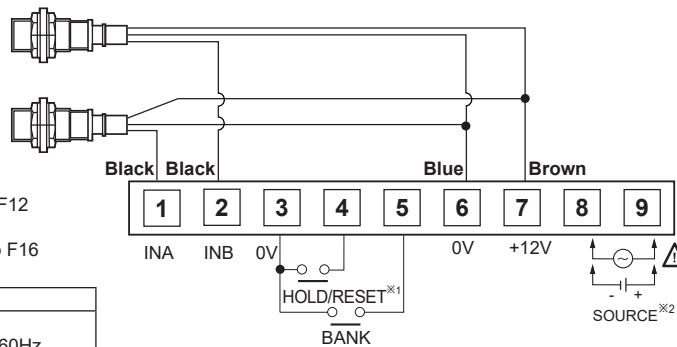 Black Black Blue Brown
F12
1 2 3 4 5 6 7 8 9
F16
INA INB 0V 0V +12V
HOLD/RESET※1
- +
SOURCE※2
BANK
60Hz